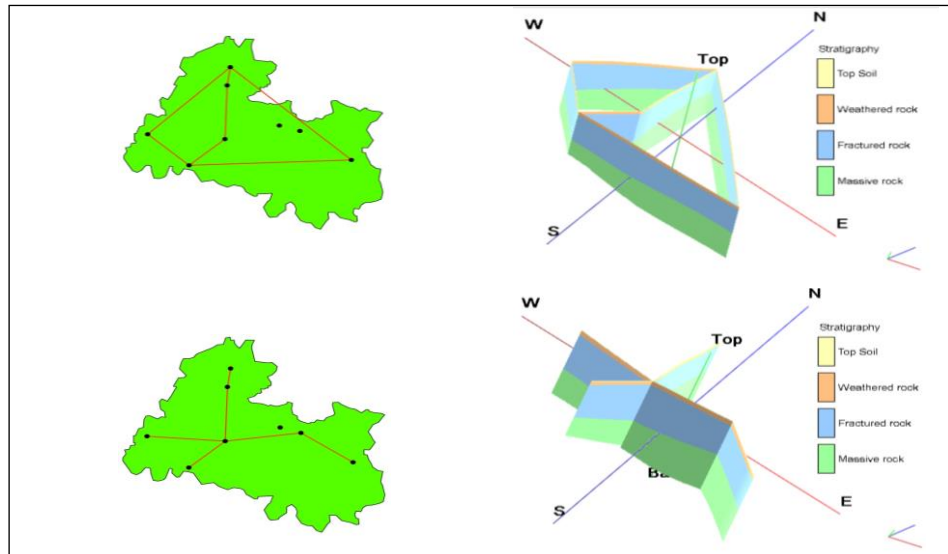 W
N
Top
Stratigraphy
Top Soil
Weathered rock
Fractured rock
Massive rock
S
E
W
N
Top
Stratigraphy
Top Soil
Weathered rock
Fractured rock
Massive rock
Ba
S
E